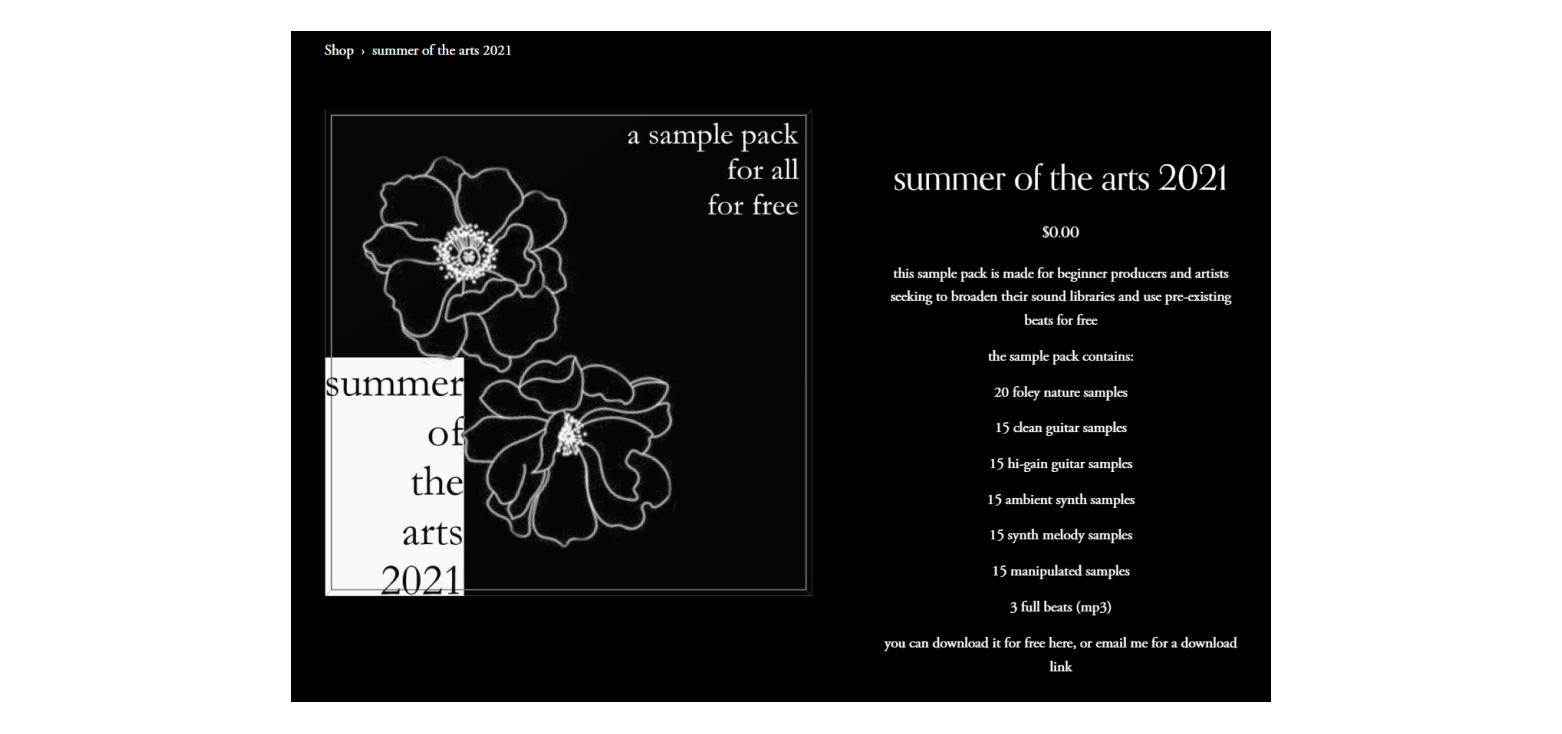 Shop › summer of the arts 2021
a sample pack
for all
for free
summer
of
the
arts
2021
summer of the arts 2021
$0.00
this sample pack is made for beginner producers and artists
seeking to broaden their sound libraries and use pre-existing
beats for free
the sample pack contains:
20 foley nature samples
15 clean guitar samples
15 hi-gain guitar samples
15 ambient synth samples
15 synth melody samples
15 manipulated samples
3 full beats (mp3)
you can download it for free here, or email me for a download
link